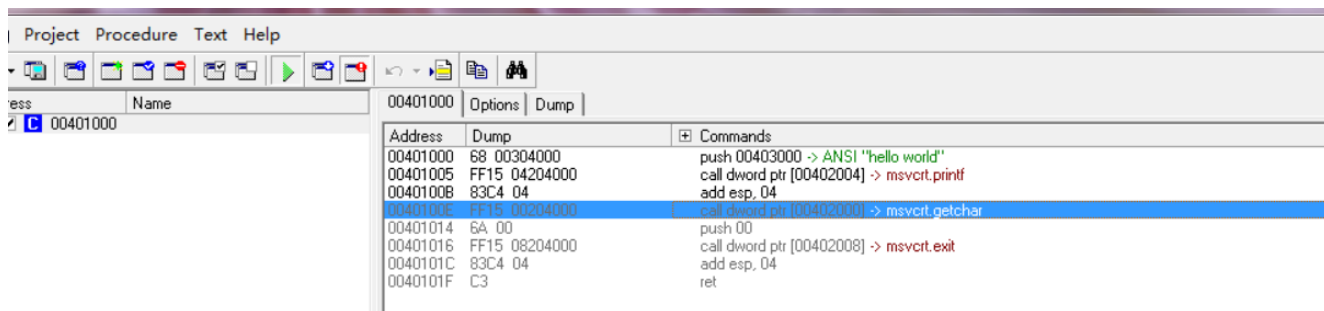 Project Procedure Text Help
ress Name
C 00401000
00401000 Options Dump
Address Dump Commands
00401000 68 00304000 push 00403000 -> ANSI "hello world"
00401005 FF15 04204000 call dword ptr [00402004] -> msvcrt.printf
0040100B 83C4 04 add esp, 04
0040100E FF15 00204000 call dword ptr [00402000] -> msvcrt.getchar
00401014 6A 00 push 00
00401016 FF15 08204000 call dword ptr [00402008] -> msvcrt.exit
0040101C 83C4 04 add esp, 04
0040101F C3 ret